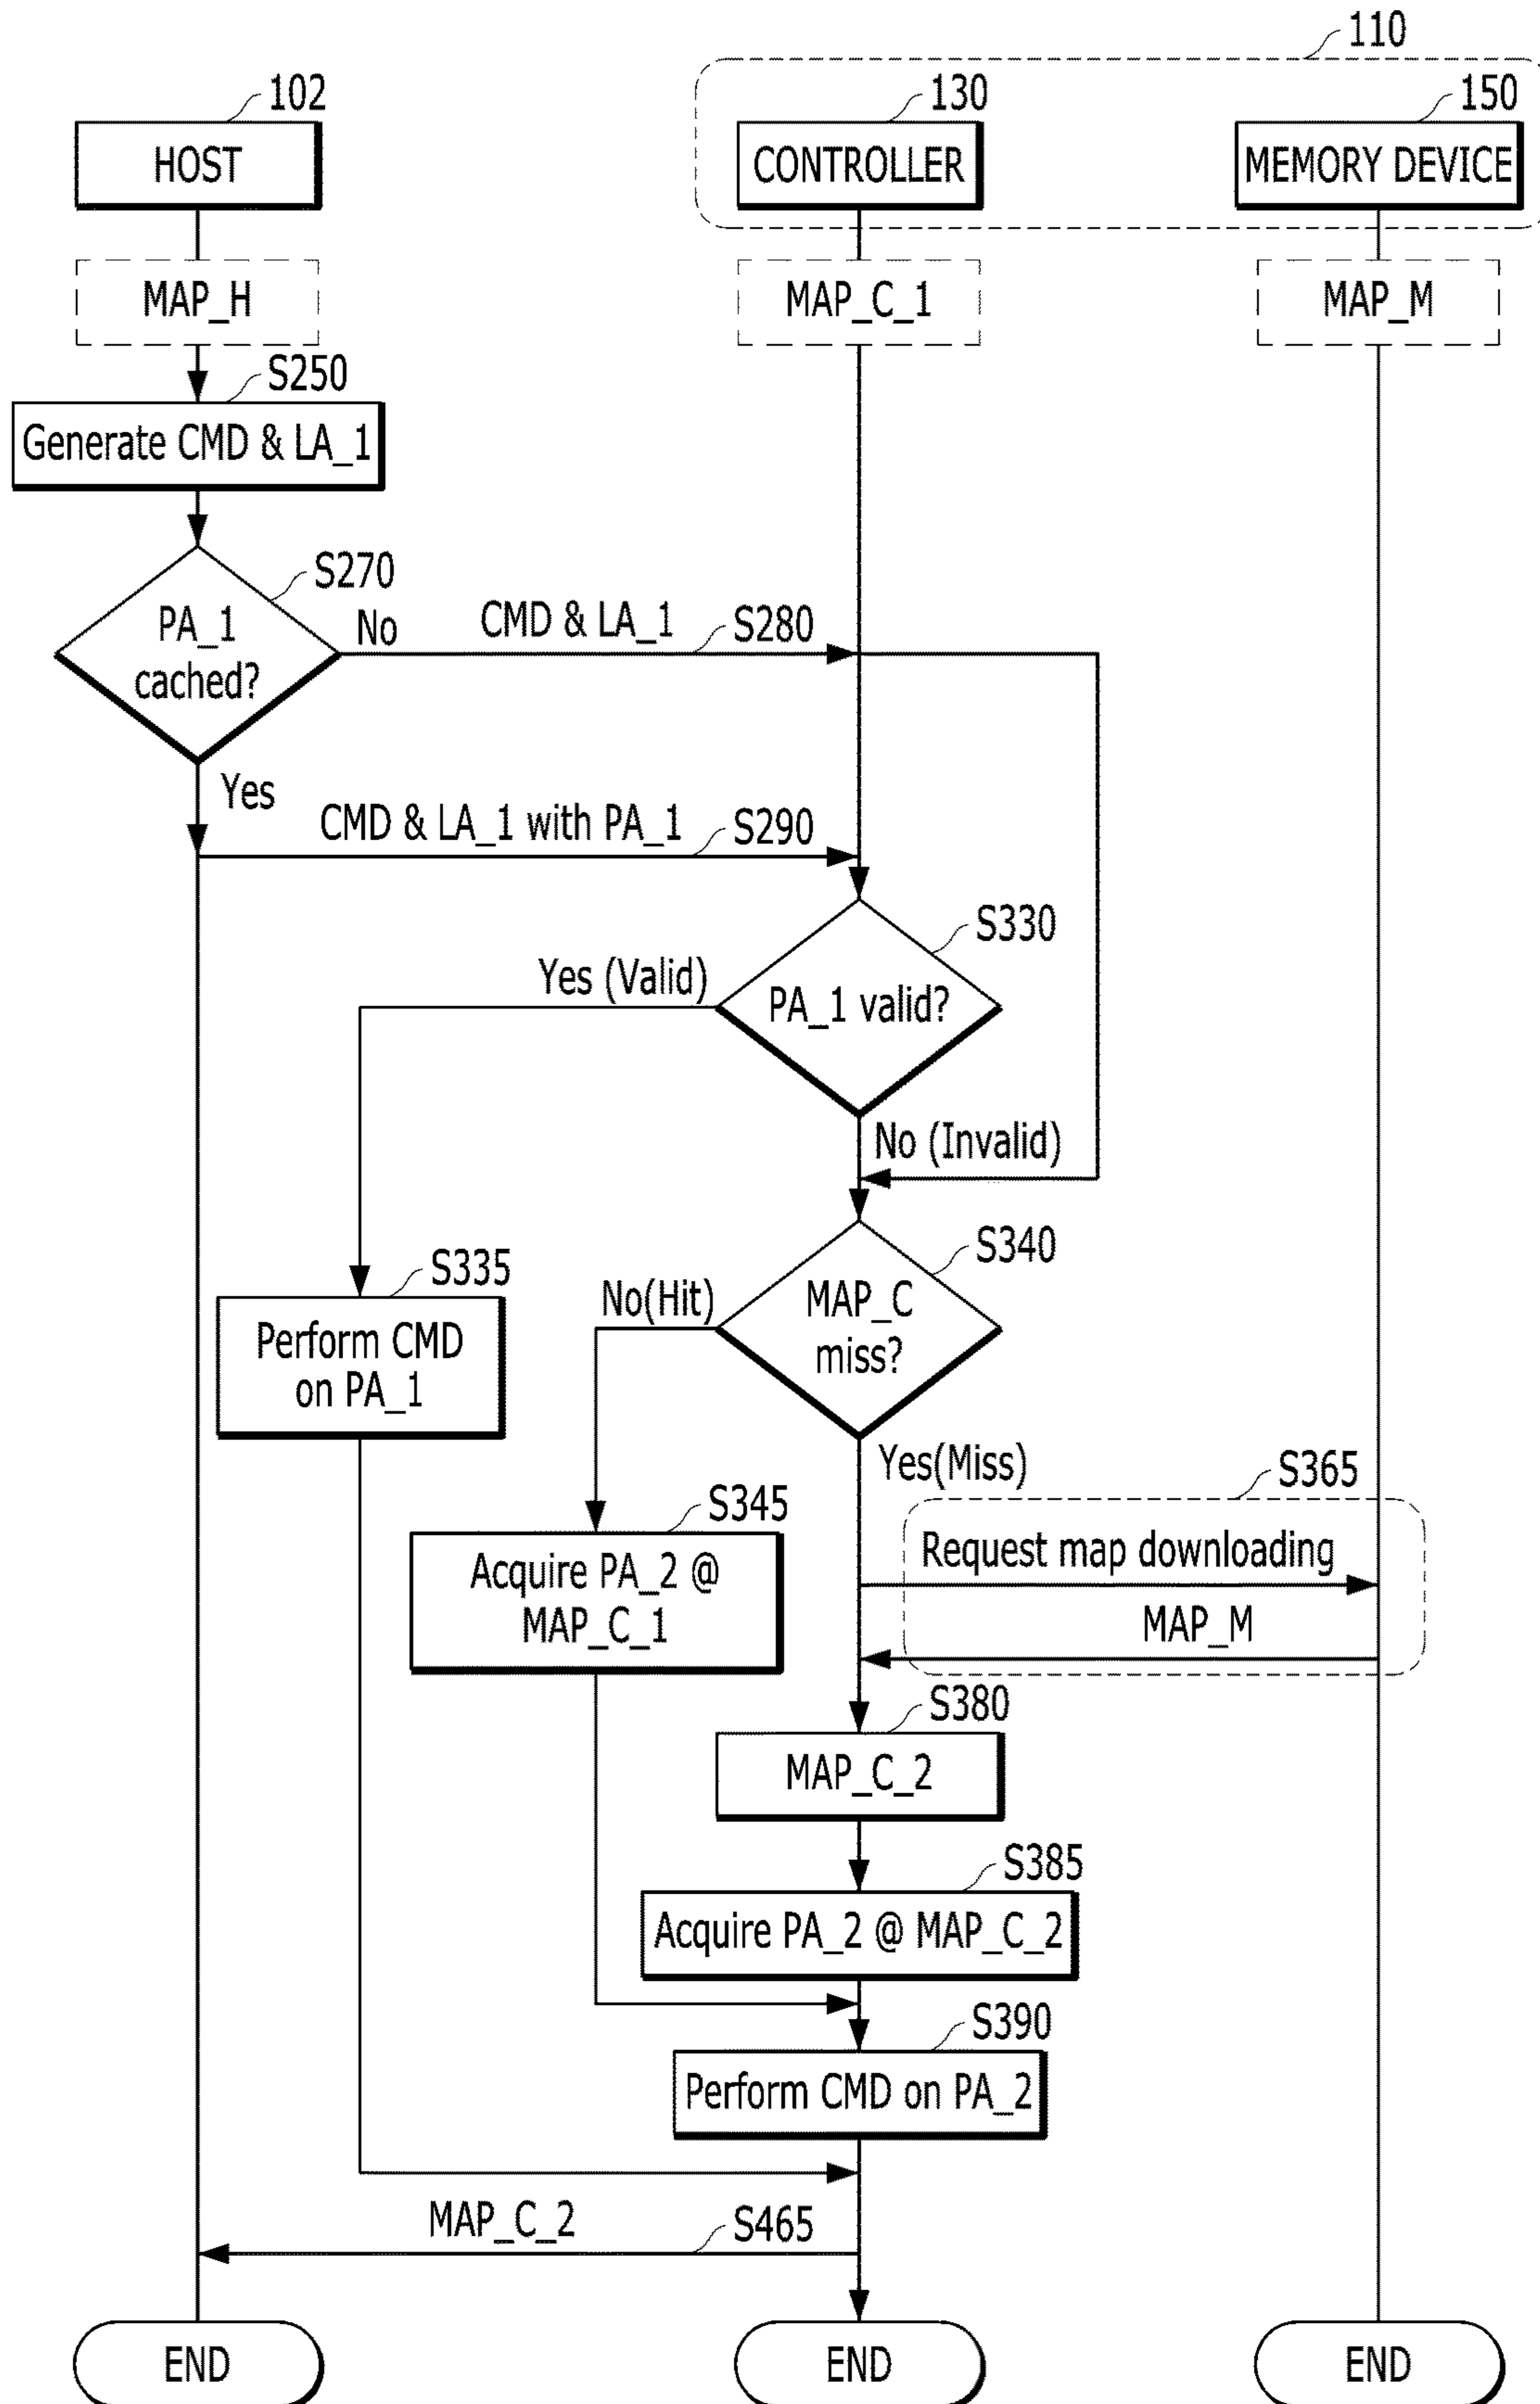 110
102
130
150
HOST
CONTROLLER
MEMORY DEVICE
MAP_H
MAP_C_1
MAP_M
S250
Generate CMD & LA_1
S270
PA_1
cached?
No
CMD & LA_1
S280
Yes
CMD & LA_1 with PA_1
S290
S330
Yes (Valid)
PA_1 valid?
No (Invalid)
S340
S335
No(Hit)
MAP_C
miss?
Perform CMD
on PA_1
Yes(Miss)
S365
S345
Request map downloading
Acquire PA_2 @
MAP_C_1
MAP_M
S380
MAP_C_2
S385
Acquire PA_2 @ MAP_C_2
S390
Perform CMD on PA_2
MAP_C_2
S465
END
END
END